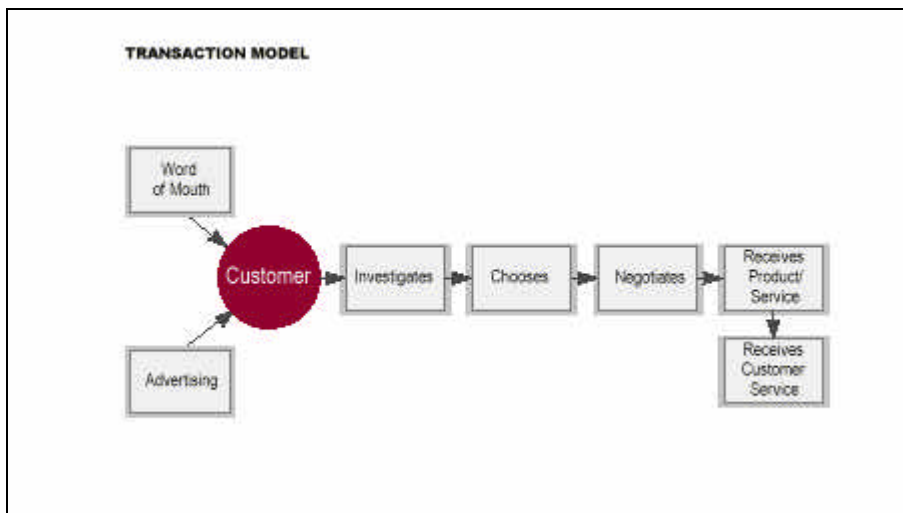 TRANSACTION MODEL
Word
of Mouth
Customer
Investigates
Chooses
Negotiates
Receives
Product/
Service
Advertising
Receives
Customer
Service